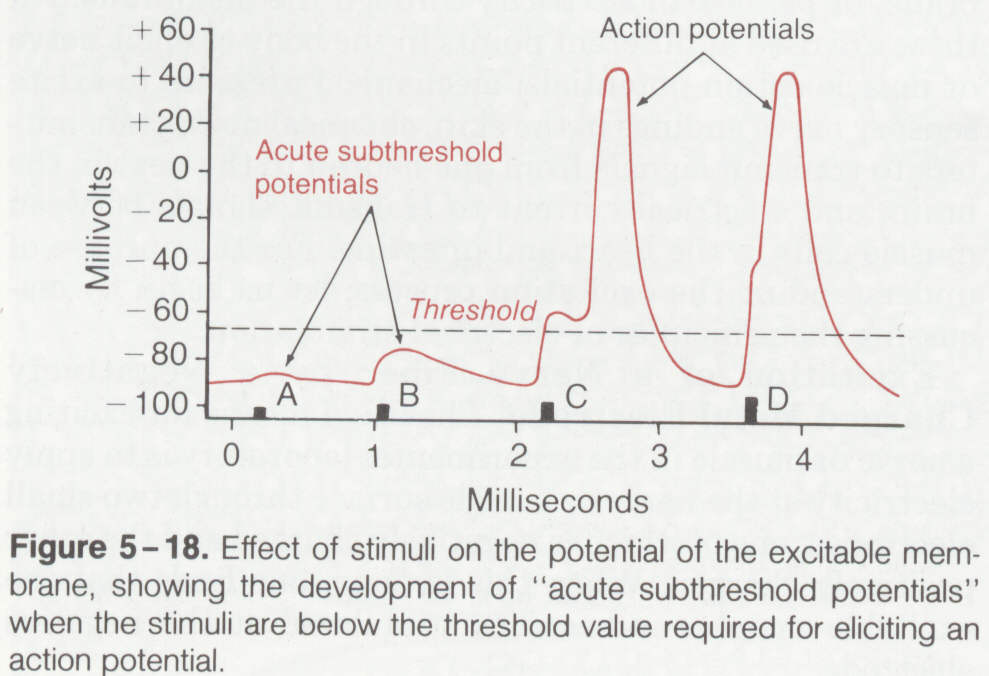 Action potentials
+ 60
+ 40
+ 20
0
− 20
− 40
− 60
− 80
− 100
Millivolts
Acute subthreshold
potentials
Threshold
A
B
C
D
0
1
2
3
4
Milliseconds
Figure 5–18. Effect of stimuli on the potential of the excitable mem-
brane, showing the development of "acute subthreshold potentials"
when the stimuli are below the threshold value required for eliciting an
action potential.